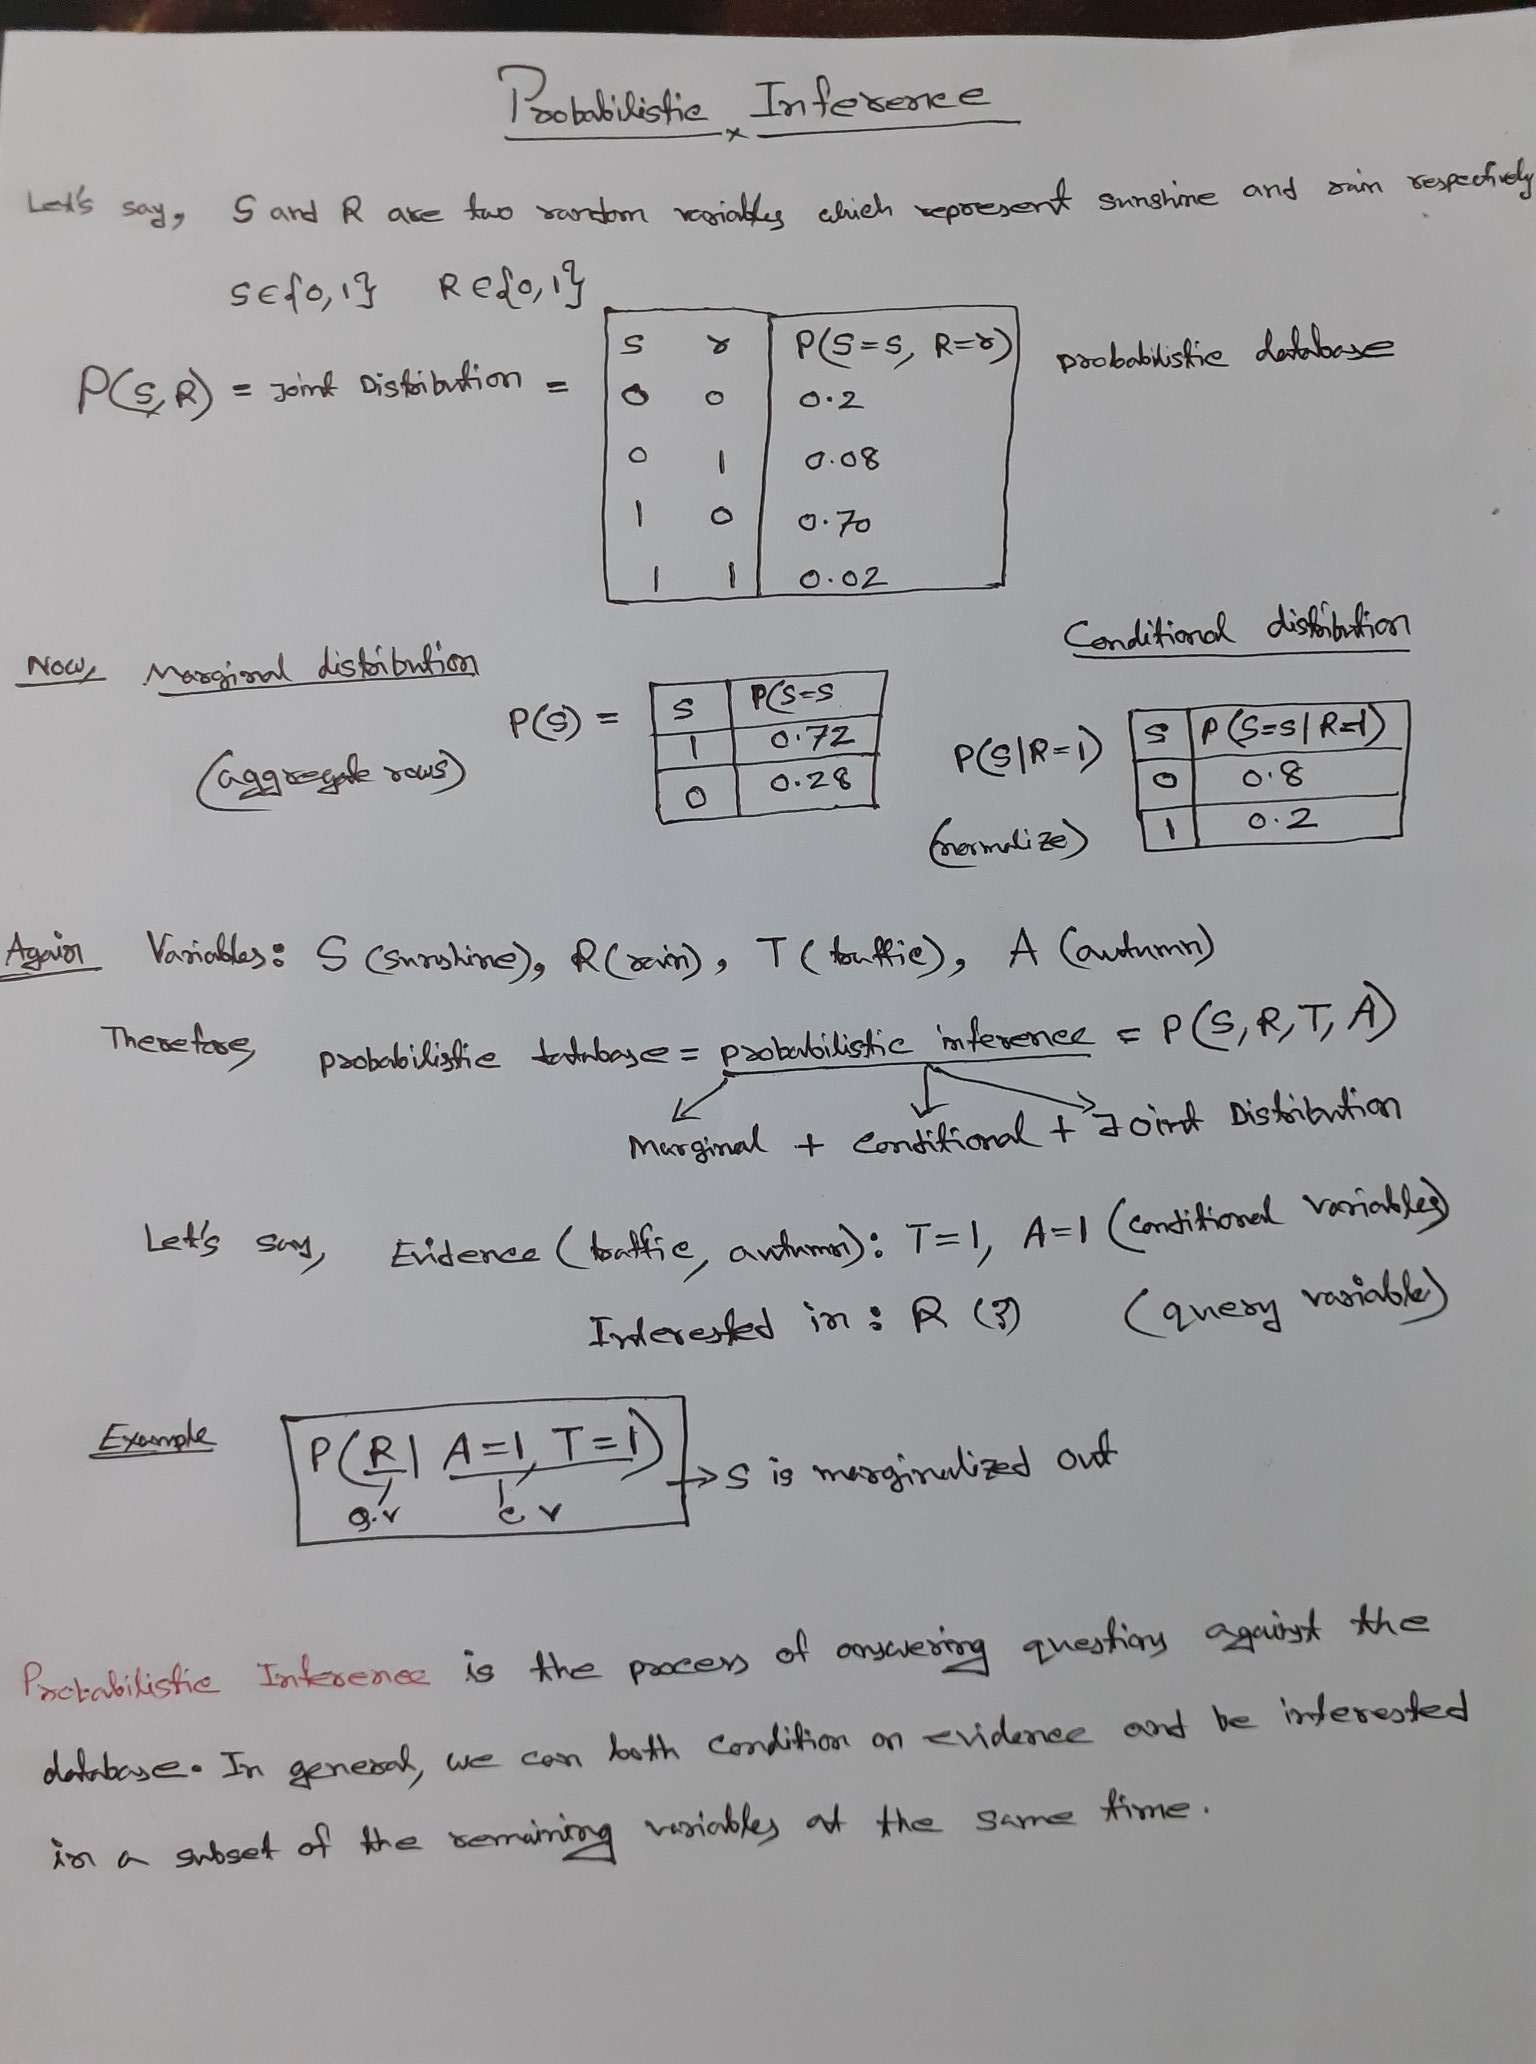 Probabilistic Inference
Let's say, S and R are two random variables which represent sunshine and rain respectively
S∈{0,1} R∈{0,1}
P(S,R) = Joint Distribution =
s r P(S=s, R=r) probabilistic database
0 0 0.2
0 1 0.08
1 0 0.70
1 1 0.02
Now, Marginal distribution
(aggregate rows)
P(S) =
s P(S=s
1 0.72
0 0.28
Conditional distribution
P(S|R=1)
(normalize)
s P(S=s|R=1)
0 0.8
1 0.2
Again Variables: S (sunshine), R (rain), T (traffic), A (autumn)
Therefore, probabilistic database = probabilistic inference = P(S,R,T,A)
Marginal + Conditional + Joint Distribution
Let's say, Evidence (traffic, autumn): T=1, A=1 (Conditional variables)
Interested in: R (?) (query variable)
Example P(R| A=1, T=1) → S is marginalized out
q.v c v
Probabilistic Inference is the process of answering questions against the
database. In general, we can both condition on evidence and be interested
in a subset of the remaining variables at the same time.